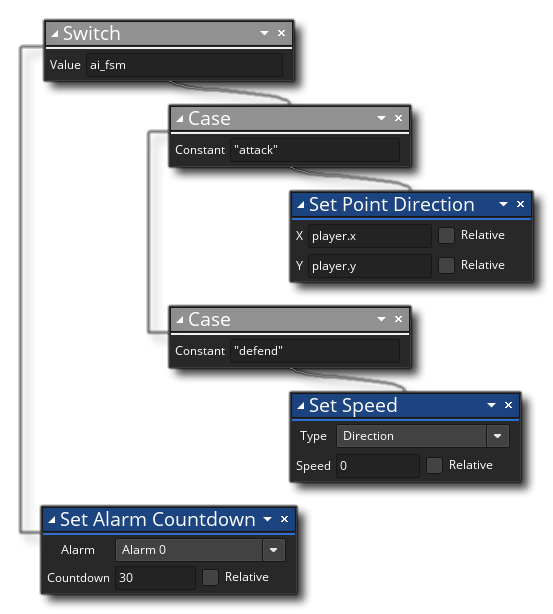 Switch
Value ai_fsm
Case
Constant "attack"
Set Point Direction
X player.x Relative
Y player.y Relative
Case
Constant "defend"
Set Speed
Type Direction
Speed 0 Relative
Set Alarm Countdown
Alarm Alarm 0
Countdown 30 Relative